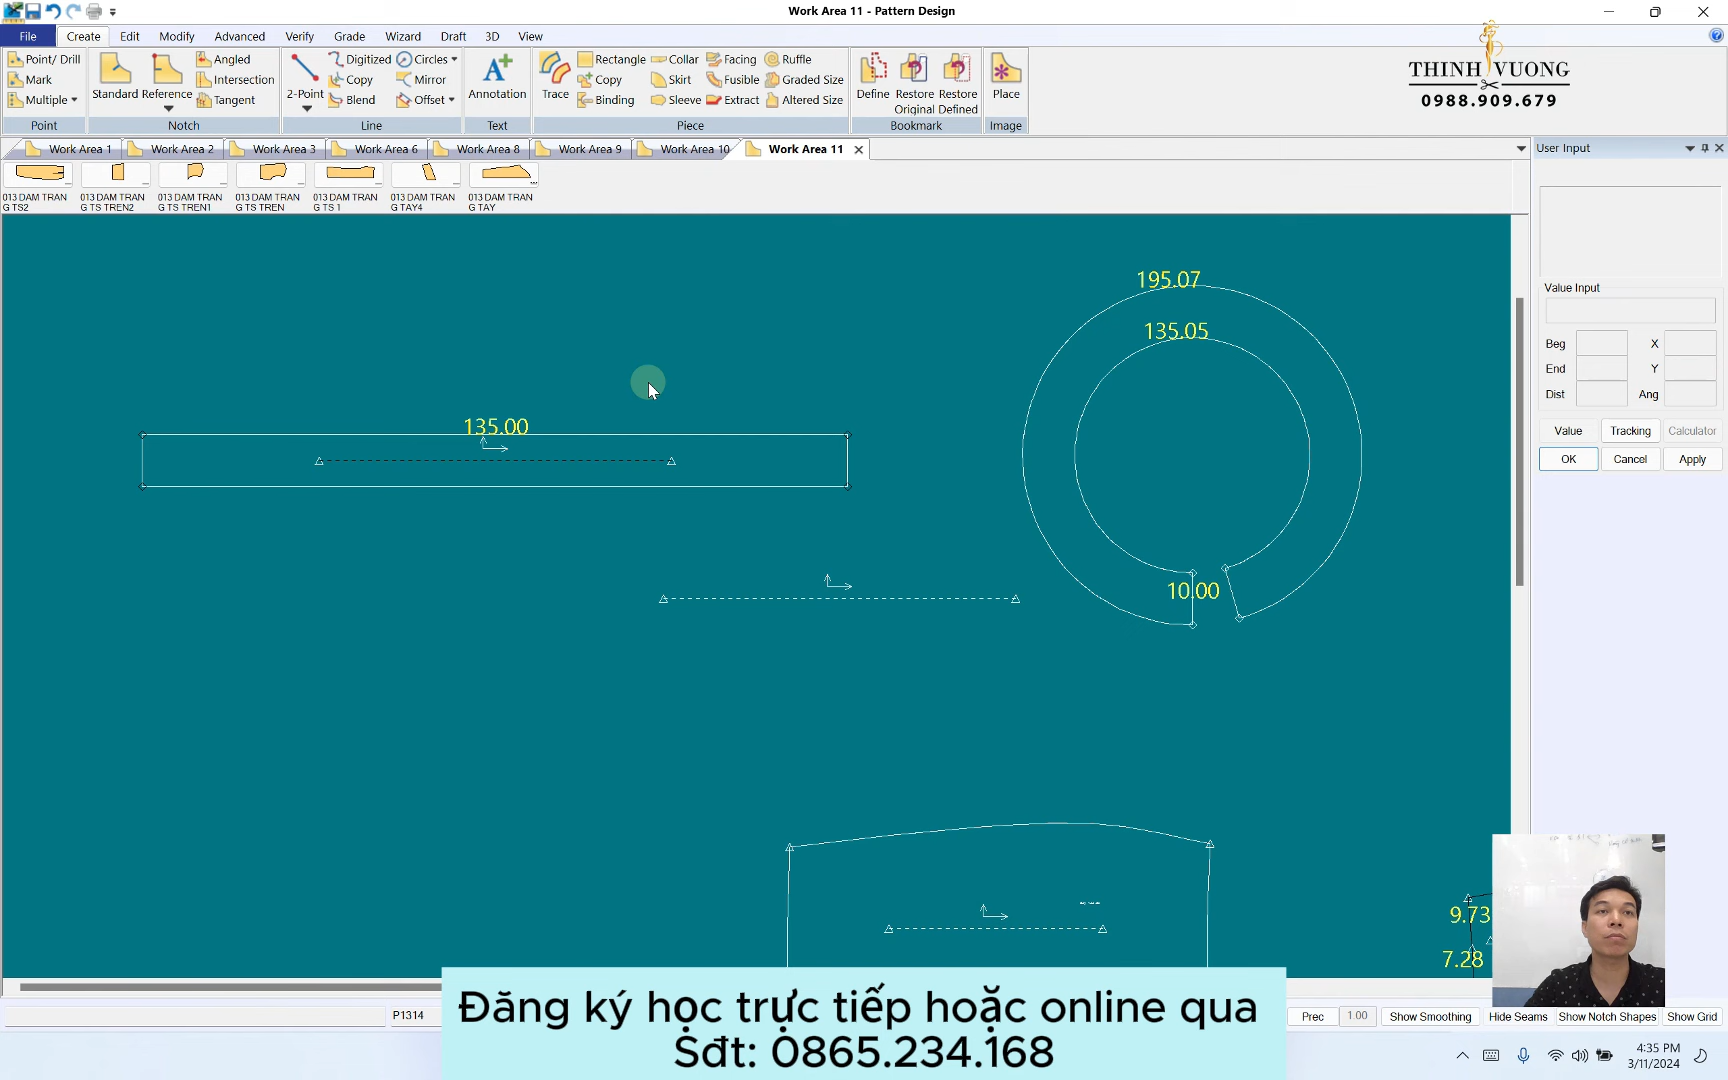 Work Area 11 - Pattern Design
File Create Edit Modify Advanced Verify Grade Wizard Draft 3D View
Point/ Drill
Mark
Multiple
Point
Standard
Reference
Angled
Intersection
Tangent
Notch
2-Point
Digitized
Copy
Blend
Circles
Mirror
Offset
Line
Annotation
Text
Trace
Rectangle
Copy
Binding
Collar
Skirt
Sleeve
Facing
Fusible
Extract
Ruffle
Graded Size
Altered Size
Piece
Define
Restore Original
Restore Defined
Bookmark
Place
Image
THINH VUONG
0988.909.679
Work Area 1 Work Area 2 Work Area 3 Work Area 6 Work Area 8 Work Area 9 Work Area 10 Work Area 11
013 DAM TRAN
G TS2
013 DAM TRAN
G TS TREN2
013 DAM TRAN
G TS TREN1
013 DAM TRAN
G TS TREN
013 DAM TRAN
G TS 1
013 DAM TRAN
G TAY4
013 DAM TRAN
G TAY
User Input
Value Input
Beg X
End Y
Dist Ang
Value Tracking Calculator
OK Cancel Apply
195.07
135.05
135.00
10.00
9.73
7.28
P1314
Prec 1.00 Show Smoothing Hide Seams Show Notch Shapes Show Grid
Đăng ký học trực tiếp hoặc online qua
Sđt: 0865.234.168
4:35 PM
3/11/2024